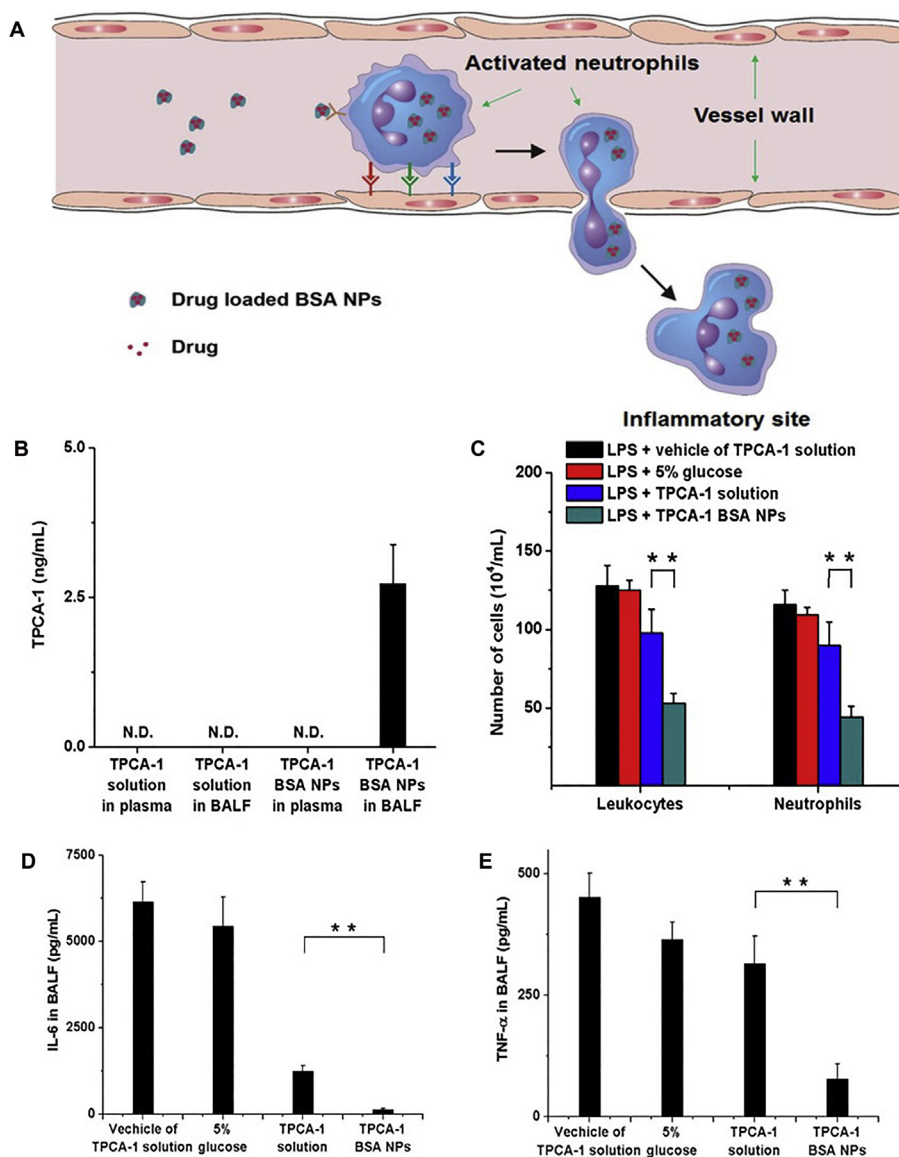 A
Activated neutrophils
Vessel wall
Drug loaded BSA NPs
Drug
Inflammatory site
B
TPCA-1 (ng/mL)
5.0
2.5
0.0
N.D.
N.D.
N.D.
TPCA-1 solution in plasma
TPCA-1 solution in BALF
TPCA-1 BSA NPs in plasma
TPCA-1 BSA NPs in BALF
C
LPS + vehicle of TPCA-1 solution
LPS + 5% glucose
LPS + TPCA-1 solution
LPS + TPCA-1 BSA NPs
Number of cells (10⁴/mL)
200
150
100
50
* *
* *
Leukocytes
Neutrophils
D
IL-6 in BALF (pg/mL)
7500
5000
2500
0
* *
Vechicle of TPCA-1 solution
5% glucose
TPCA-1 solution
TPCA-1 BSA NPs
E
TNF-α in BALF (pg/mL)
500
250
0
* *
Vechicle of TPCA-1 solution
5% glucose
TPCA-1 solution
TPCA-1 BSA NPs